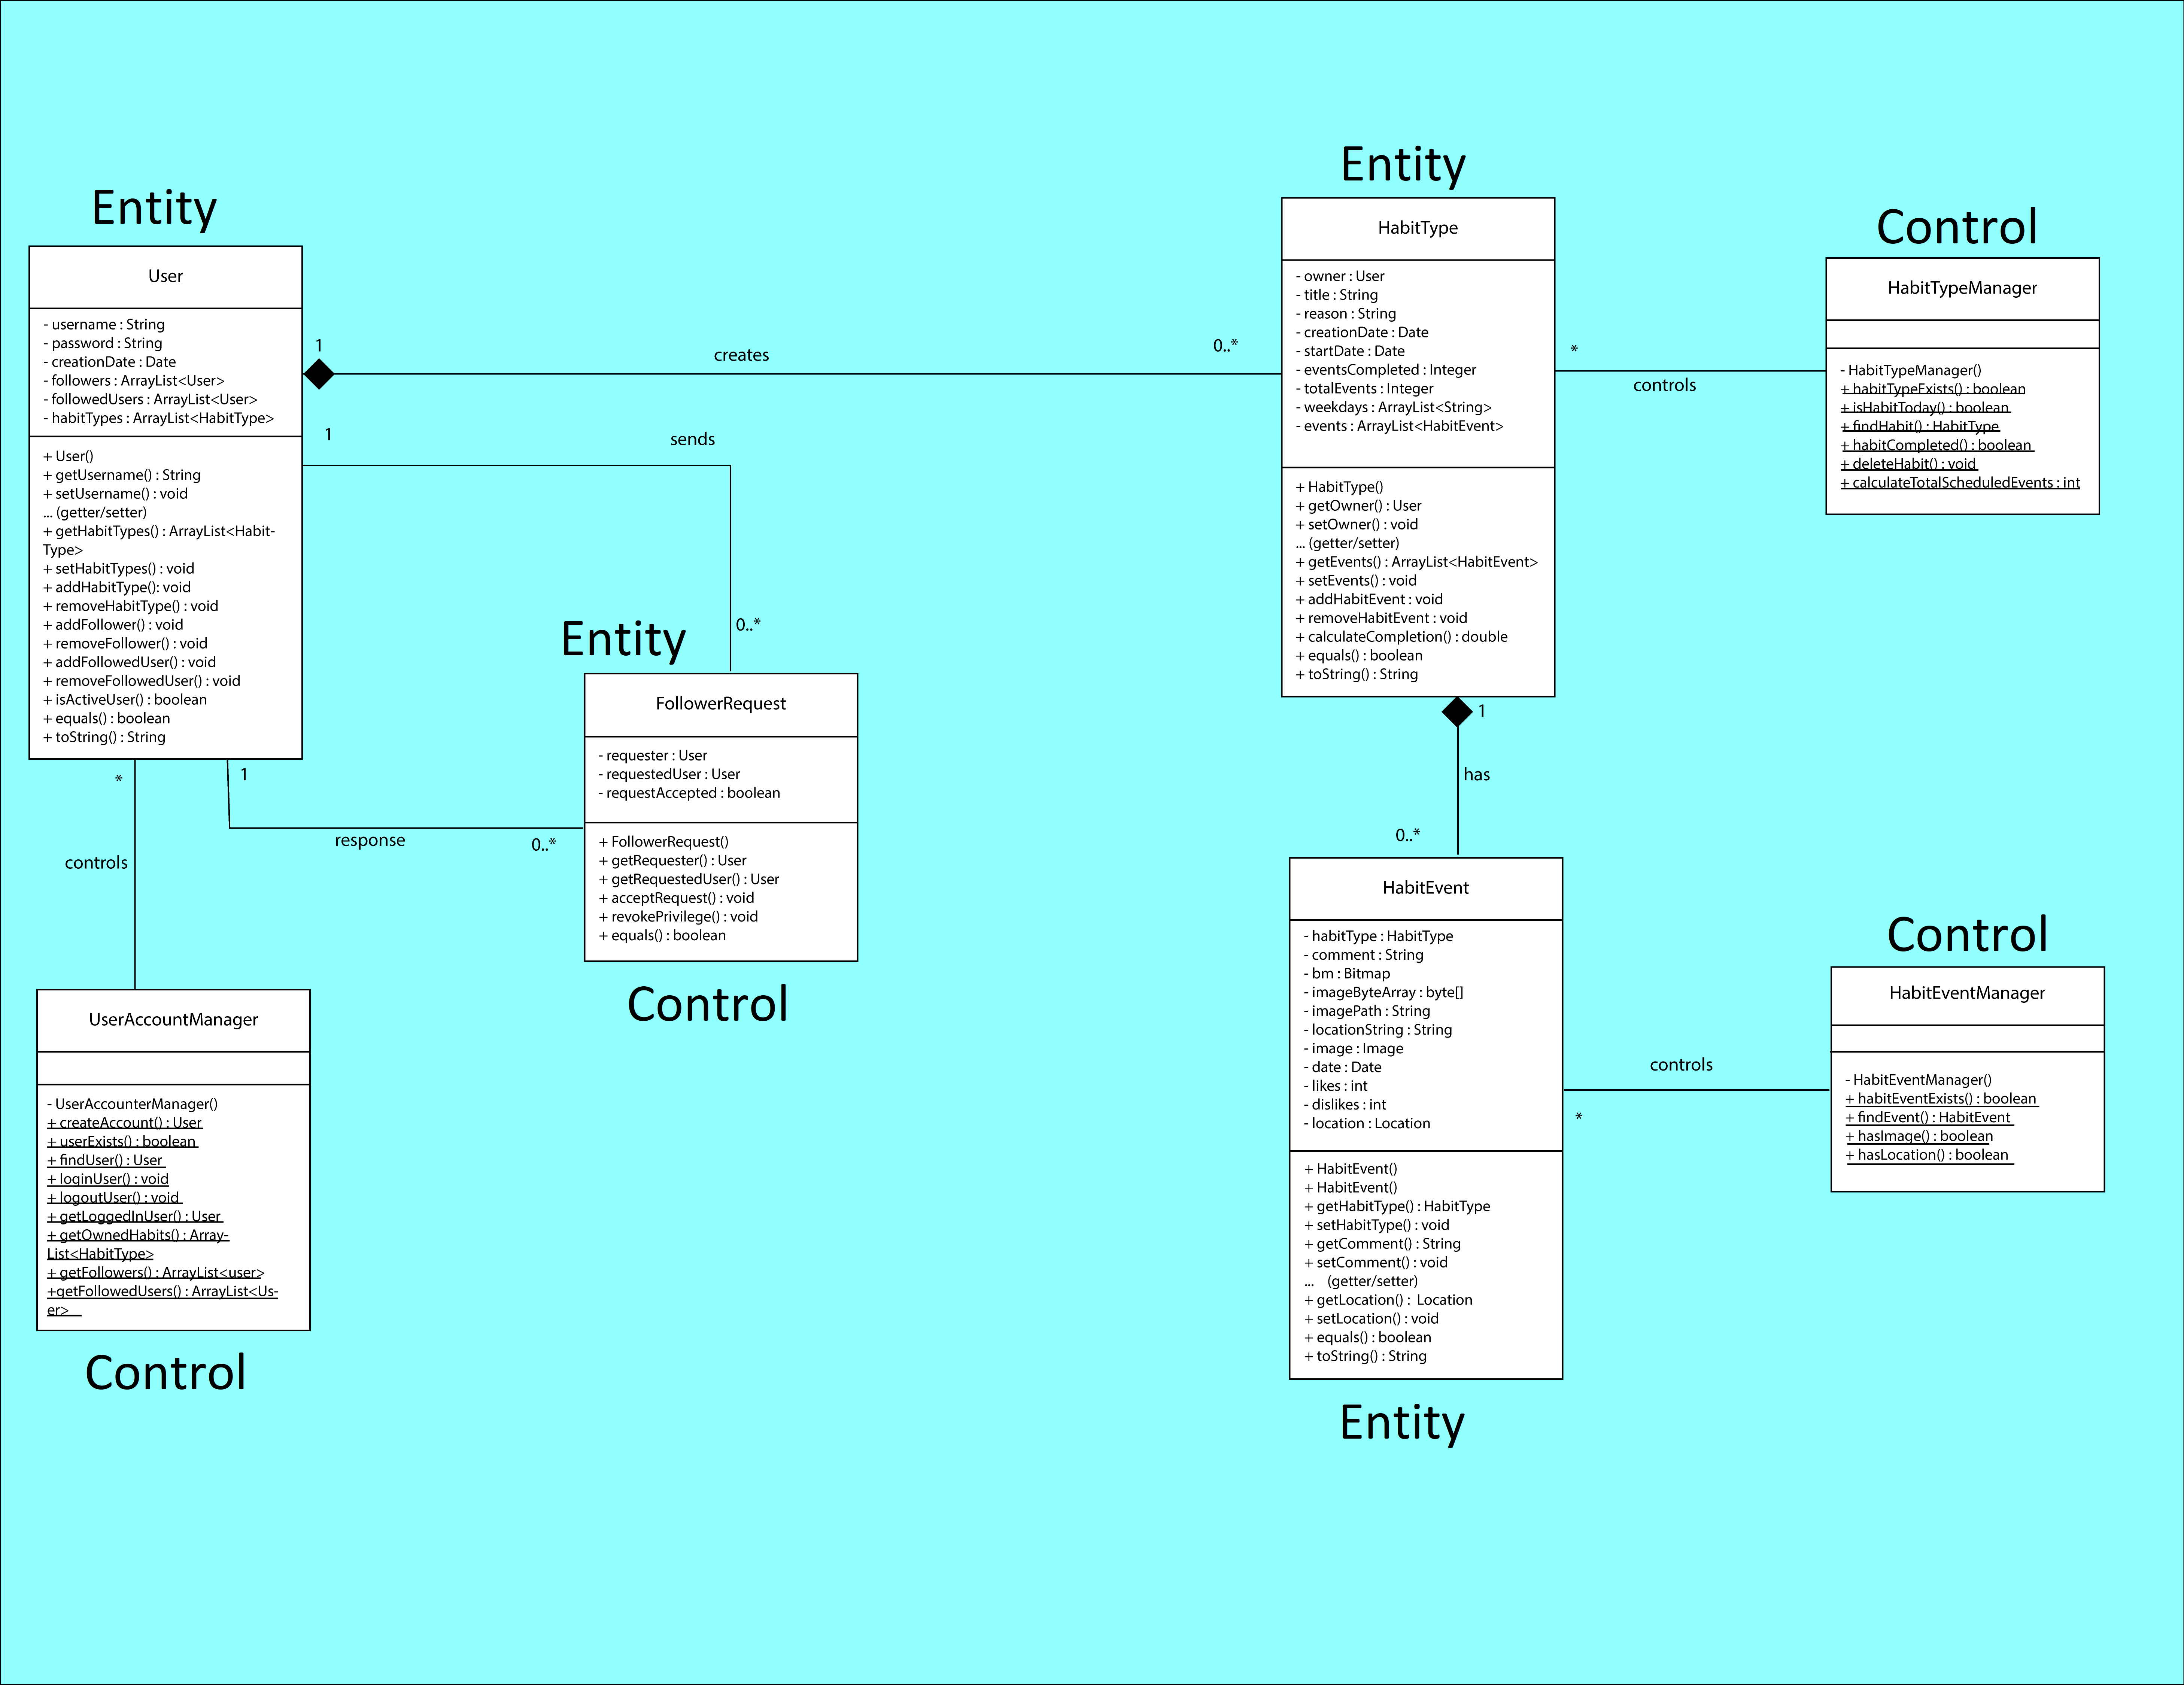 Entity
User
- username : String
- password : String
- creationDate : Date
- followers : ArrayList<User>
- followedUsers : ArrayList<User>
- habitTypes : ArrayList<HabitType>
+ User()
+ getUsername() : String
+ setUsername() : void
... (getter/setter)
+ getHabitTypes() : ArrayList<Habit-
Type>
+ setHabitTypes() : void
+ addHabitType(): void
+ removeHabitType() : void
+ addFollower() : void
+ removeFollower() : void
+ addFollowedUser() : void
+ removeFollowedUser() : void
+ isActiveUser() : boolean
+ equals() : boolean
+ toString() : String
1
creates
0..*
1
sends
0..*
1
response
0..*
*
controls
UserAccountManager
- UserAccounterManager()
+ createAccount() : User
+ userExists() : boolean
+ findUser() : User
+ loginUser() : void
+ logoutUser() : void
+ getLoggedInUser() : User
+ getOwnedHabits() : Array-
List<HabitType>
+ getFollowers() : ArrayList<user>
+getFollowedUsers() : ArrayList<Us-
er>
Control
Entity
FollowerRequest
- requester : User
- requestedUser : User
- requestAccepted : boolean
+ FollowerRequest()
+ getRequester() : User
+ getRequestedUser() : User
+ acceptRequest() : void
+ revokePrivilege() : void
+ equals() : boolean
Control
Entity
HabitType
- owner : User
- title : String
- reason : String
- creationDate : Date
- startDate : Date
- eventsCompleted : Integer
- totalEvents : Integer
- weekdays : ArrayList<String>
- events : ArrayList<HabitEvent>
+ HabitType()
+ getOwner() : User
+ setOwner() : void
... (getter/setter)
+ getEvents() : ArrayList<HabitEvent>
+ setEvents() : void
+ addHabitEvent : void
+ removeHabitEvent : void
+ calculateCompletion() : double
+ equals() : boolean
+ toString() : String
*
controls
Control
HabitTypeManager
- HabitTypeManager()
+ habitTypeExists() : boolean
+ isHabitToday() : boolean
+ findHabit() : HabitType
+ habitCompleted() : boolean
+ deleteHabit() : void
+ calculateTotalScheduledEvents : int
1
has
0..*
HabitEvent
- habitType : HabitType
- comment : String
- bm : Bitmap
- imageByteArray : byte[]
- imagePath : String
- locationString : String
- image : Image
- date : Date
- likes : int
- dislikes : int
- location : Location
+ HabitEvent()
+ HabitEvent()
+ getHabitType() : HabitType
+ setHabitType() : void
+ getComment() : String
+ setComment() : void
... (getter/setter)
+ getLocation() : Location
+ setLocation() : void
+ equals() : boolean
+ toString() : String
Entity
controls
*
Control
HabitEventManager
- HabitEventManager()
+ habitEventExists() : boolean
+ findEvent() : HabitEvent
+ hasImage() : boolean
+ hasLocation() : boolean